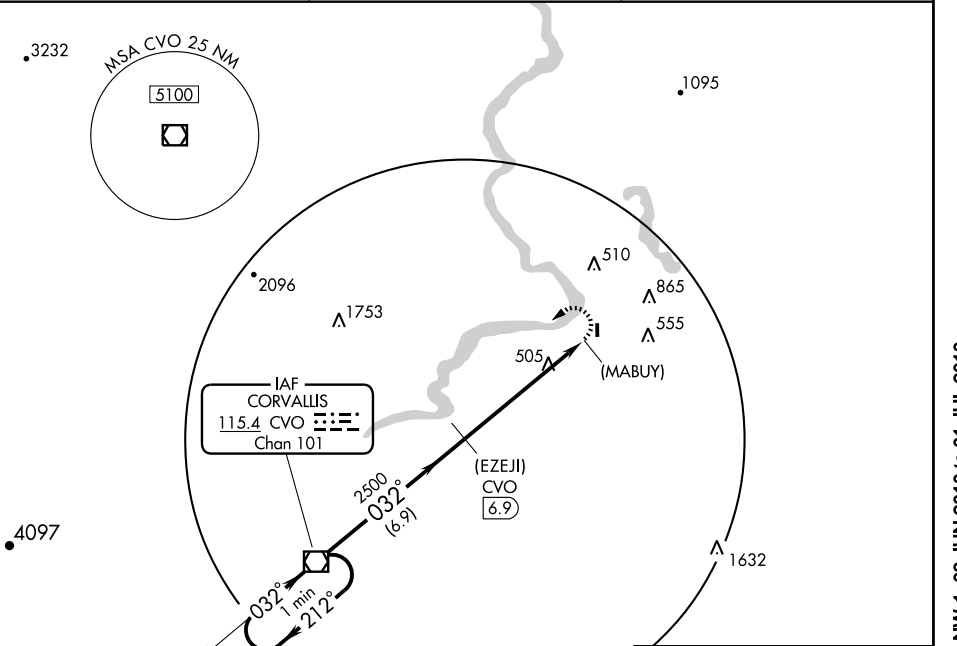 3232
MSA CVO 25 NM
5100
1095
510
2096
865
1753
555
505
(MABUY)
IAF
CORVALLIS
115.4 CVO
Chan 101
(EZEJI)
CVO
6.9
2500
032°
(6.9)
4097
1632
032°
1 min
212°